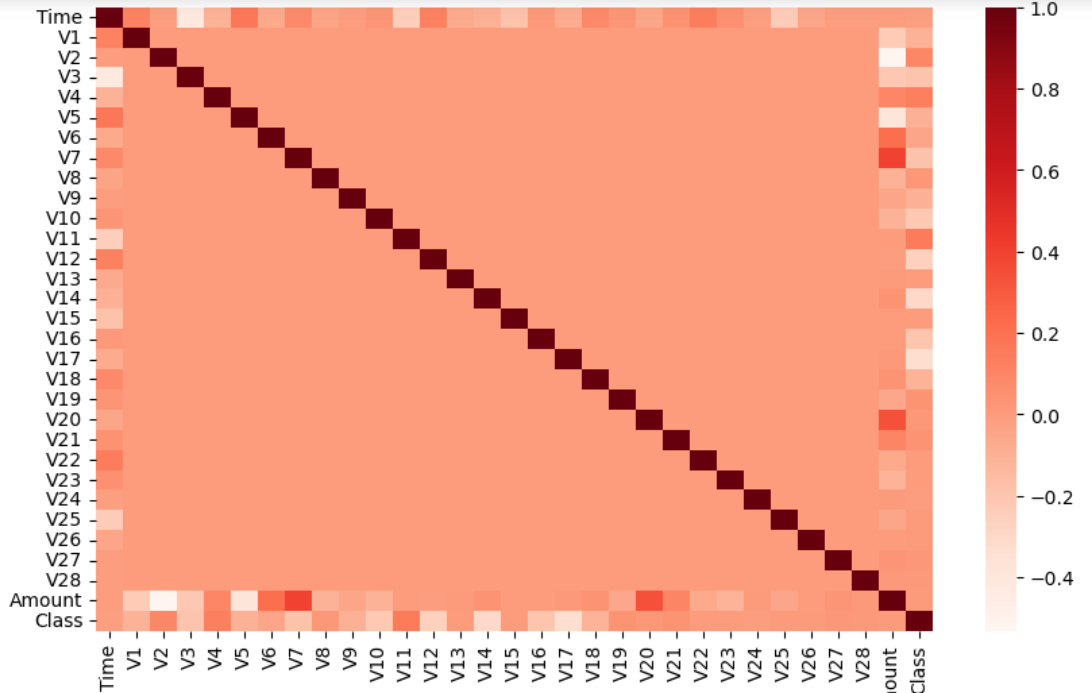 Time
V1
V2
V3
V4
V5
V6
V7
V8
V9
V10
V11
V12
V13
V14
V15
V16
V17
V18
V19
V20
V21
V22
V23
V24
V25
V26
V27
V28
Amount
Class
Time V1 V2 V3 V4 V5 V6 V7 V8 V9 V10 V11 V12 V13 V14 V15 V16 V17 V18 V19 V20 V21 V22 V23 V24 V25 V26 V27 V28 ount Class
1.0
0.8
0.6
0.4
0.2
0.0
−0.2
−0.4